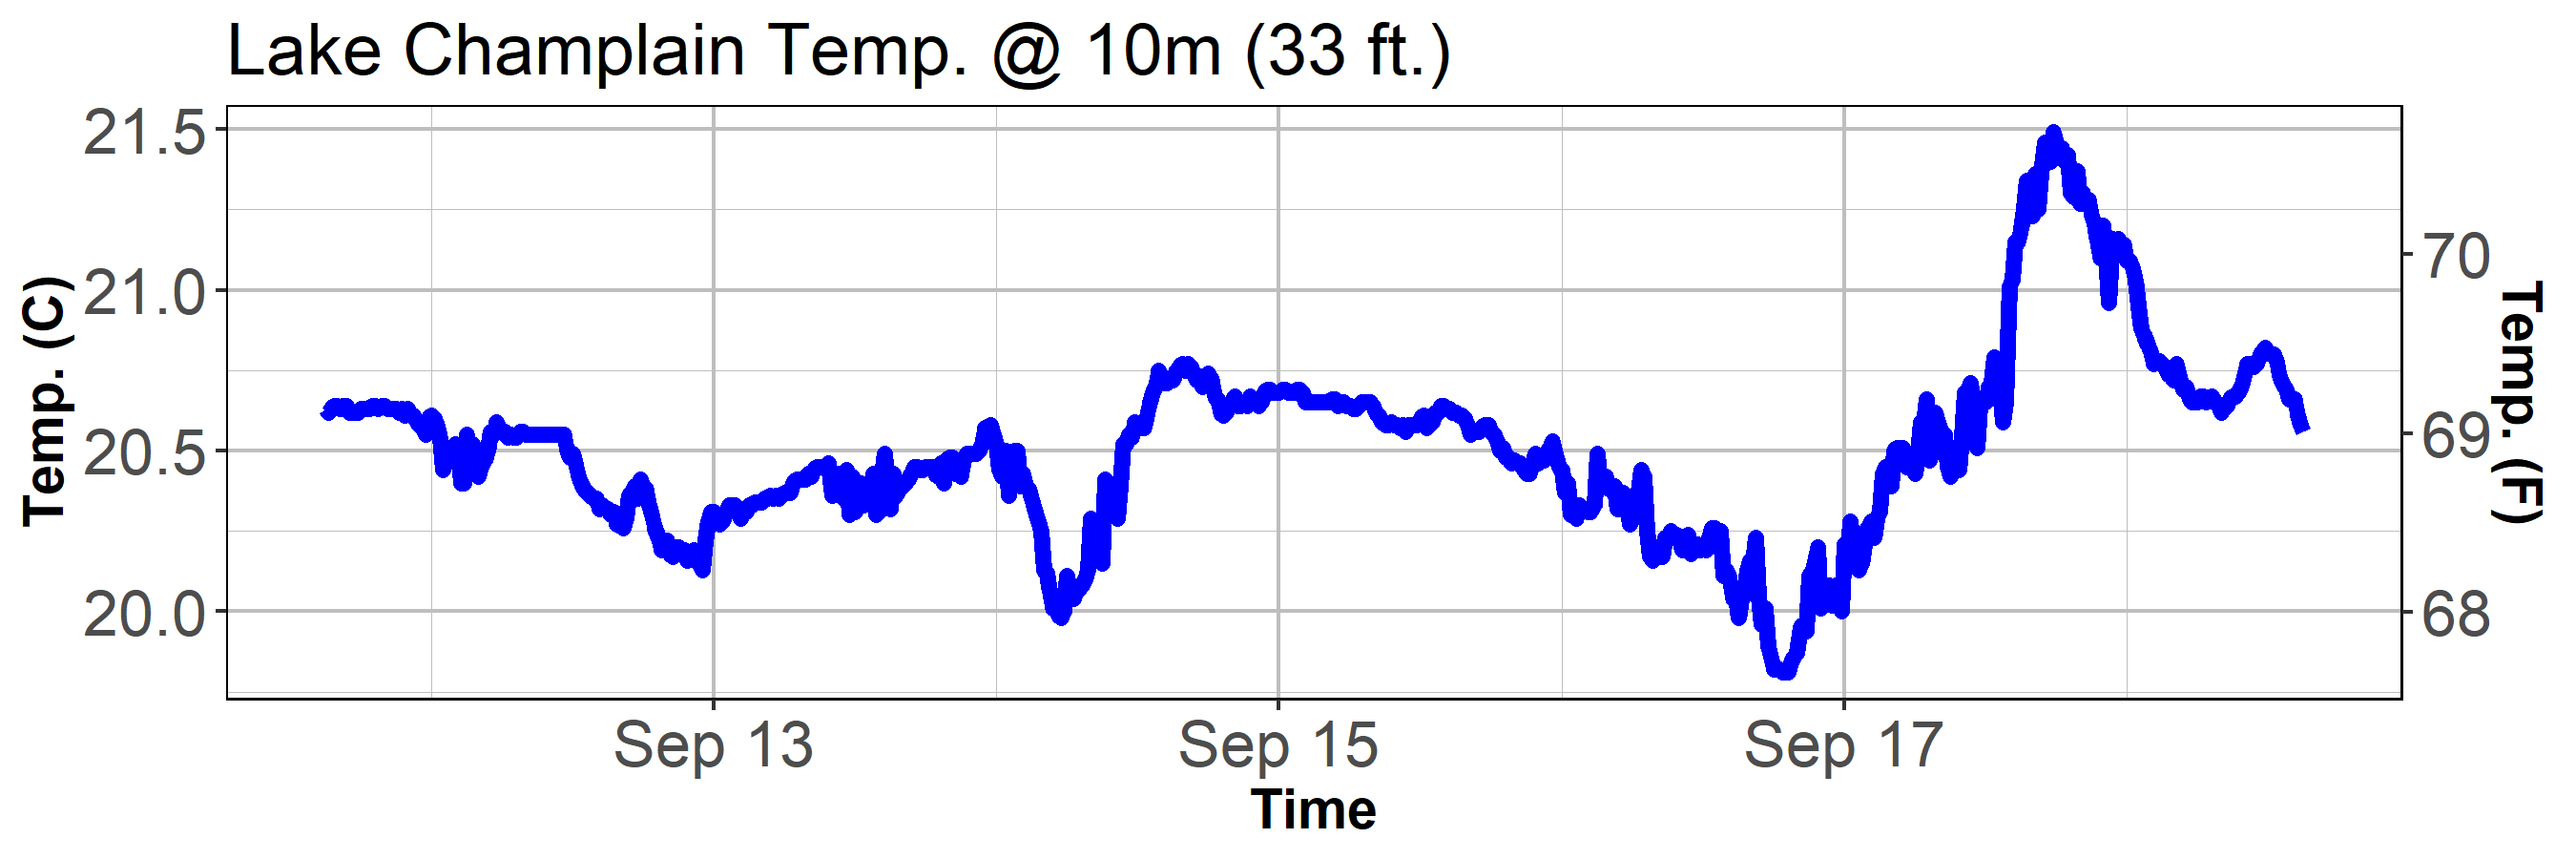 Lake Champlain Temp. @ 10m (33 ft.)
21.5
21.0
20.5
20.0
Temp. (C)
70
69
68
Temp. (F)
Sep 13 Sep 15 Sep 17
Time